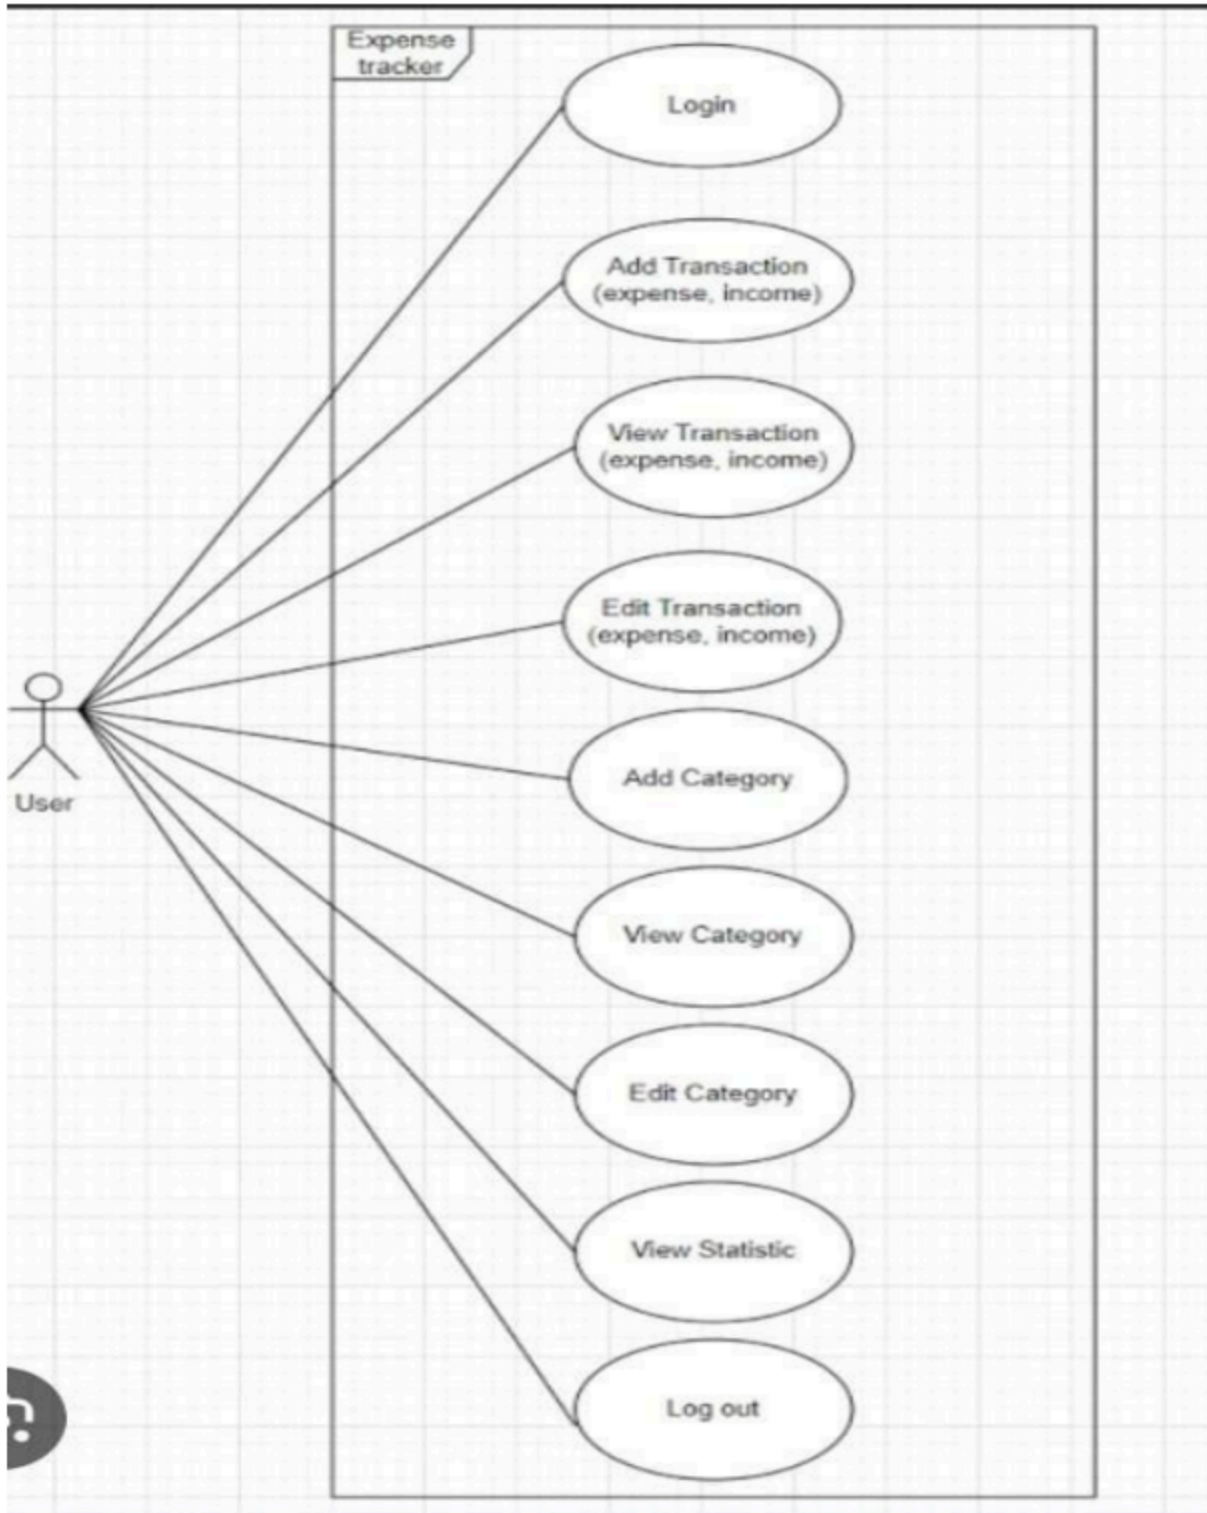 Expense
tracker
Login
Add Transaction
(expense, income)
View Transaction
(expense, income)
Edit Transaction
(expense, income)
Add Category
User
View Category
Edit Category
View Statistic
Log out